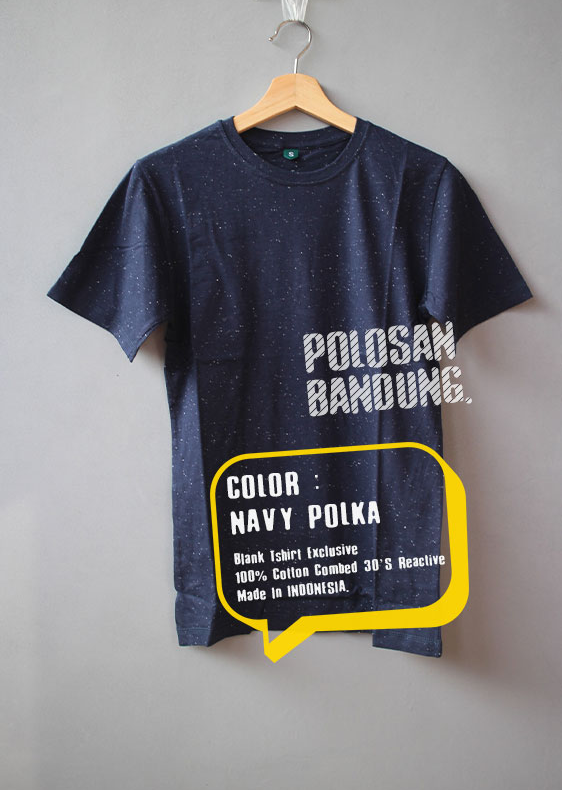 S
POLOSAN
BANDUNG.
COLOR :
NAVY POLKA
Blank Tshirt Exclusive
100% Cotton Combed 30'S Reactive
Made In INDONESIA.